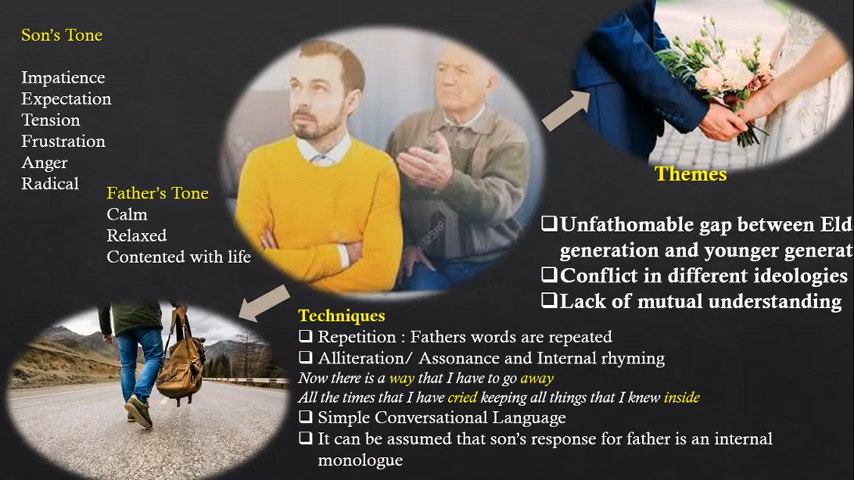 Son's Tone
Impatience
Expectation
Tension
Frustration
Anger
Radical
Father's Tone
Calm
Relaxed
Contented with life
Themes
❑Unfathomable gap between Eld
generation and younger generat
❑Conflict in different ideologies
❑Lack of mutual understanding
Techniques
❑ Repetition : Fathers words are repeated
❑ Alliteration/ Assonance and Internal rhyming
Now there is a way that I have to go away
All the times that I have cried keeping all things that I knew inside
❑ Simple Conversational Language
❑ It can be assumed that son's response for father is an internal
monologue